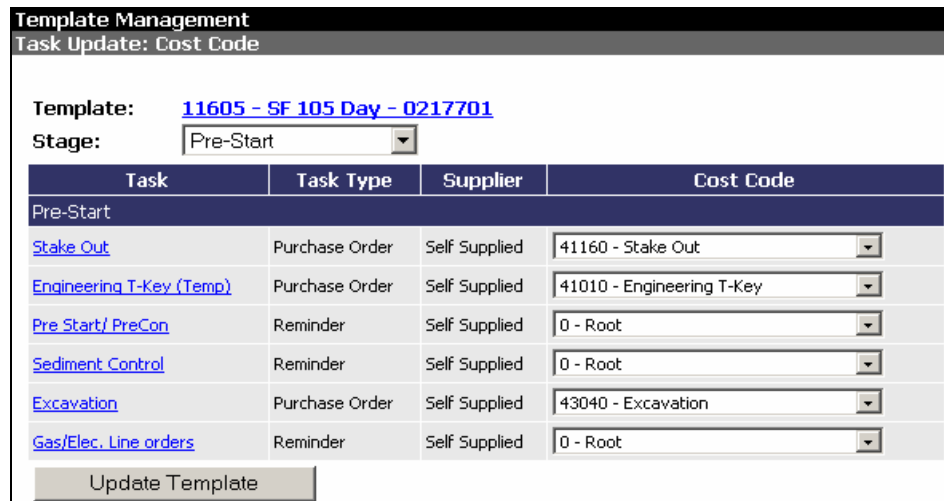 Template Management
Task Update: Cost Code
Template: 11605 - SF 105 Day - 0217701
Stage: Pre-Start
Task Task Type Supplier Cost Code
Pre-Start
Stake Out Purchase Order Self Supplied 41160 - Stake Out
Engineering T-Key (Temp) Purchase Order Self Supplied 41010 - Engineering T-Key
Pre Start/ PreCon Reminder Self Supplied 0 - Root
Sediment Control Reminder Self Supplied 0 - Root
Excavation Purchase Order Self Supplied 43040 - Excavation
Gas/Elec. Line orders Reminder Self Supplied 0 - Root
Update Template